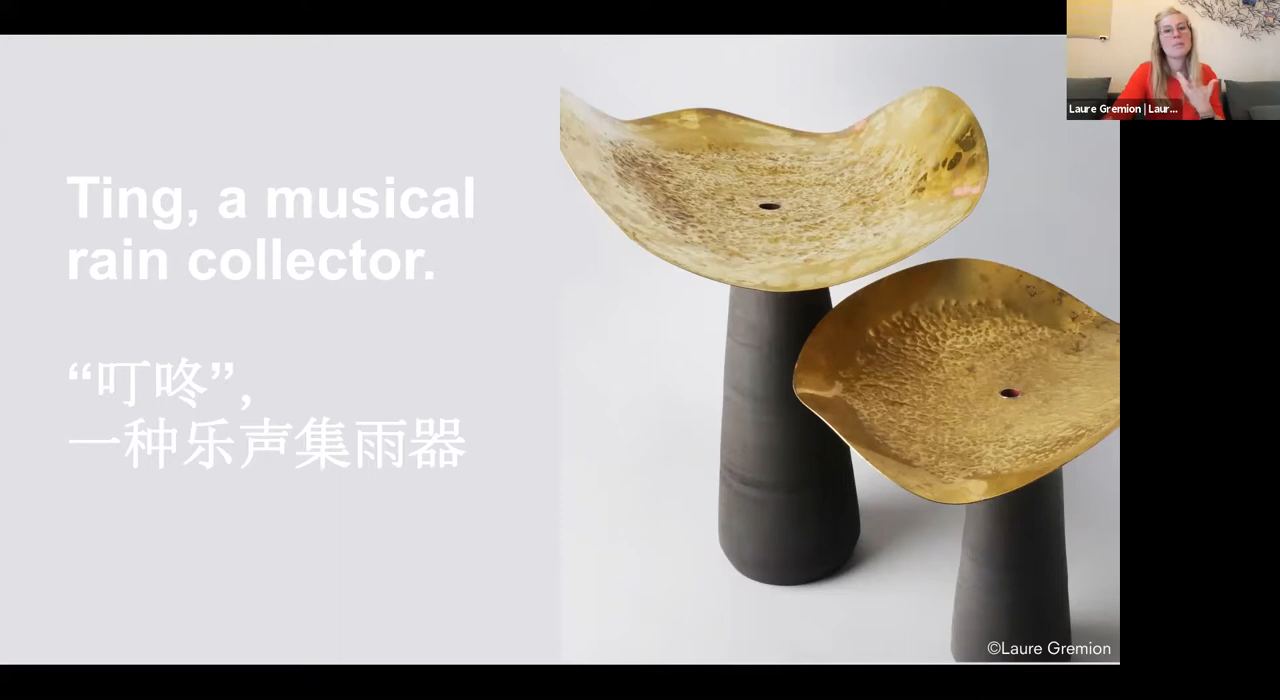 Laure Gremion | Laur...
Ting, a musical
rain collector.
“叮咚”,
一种乐声集雨器
©Laure Gremion